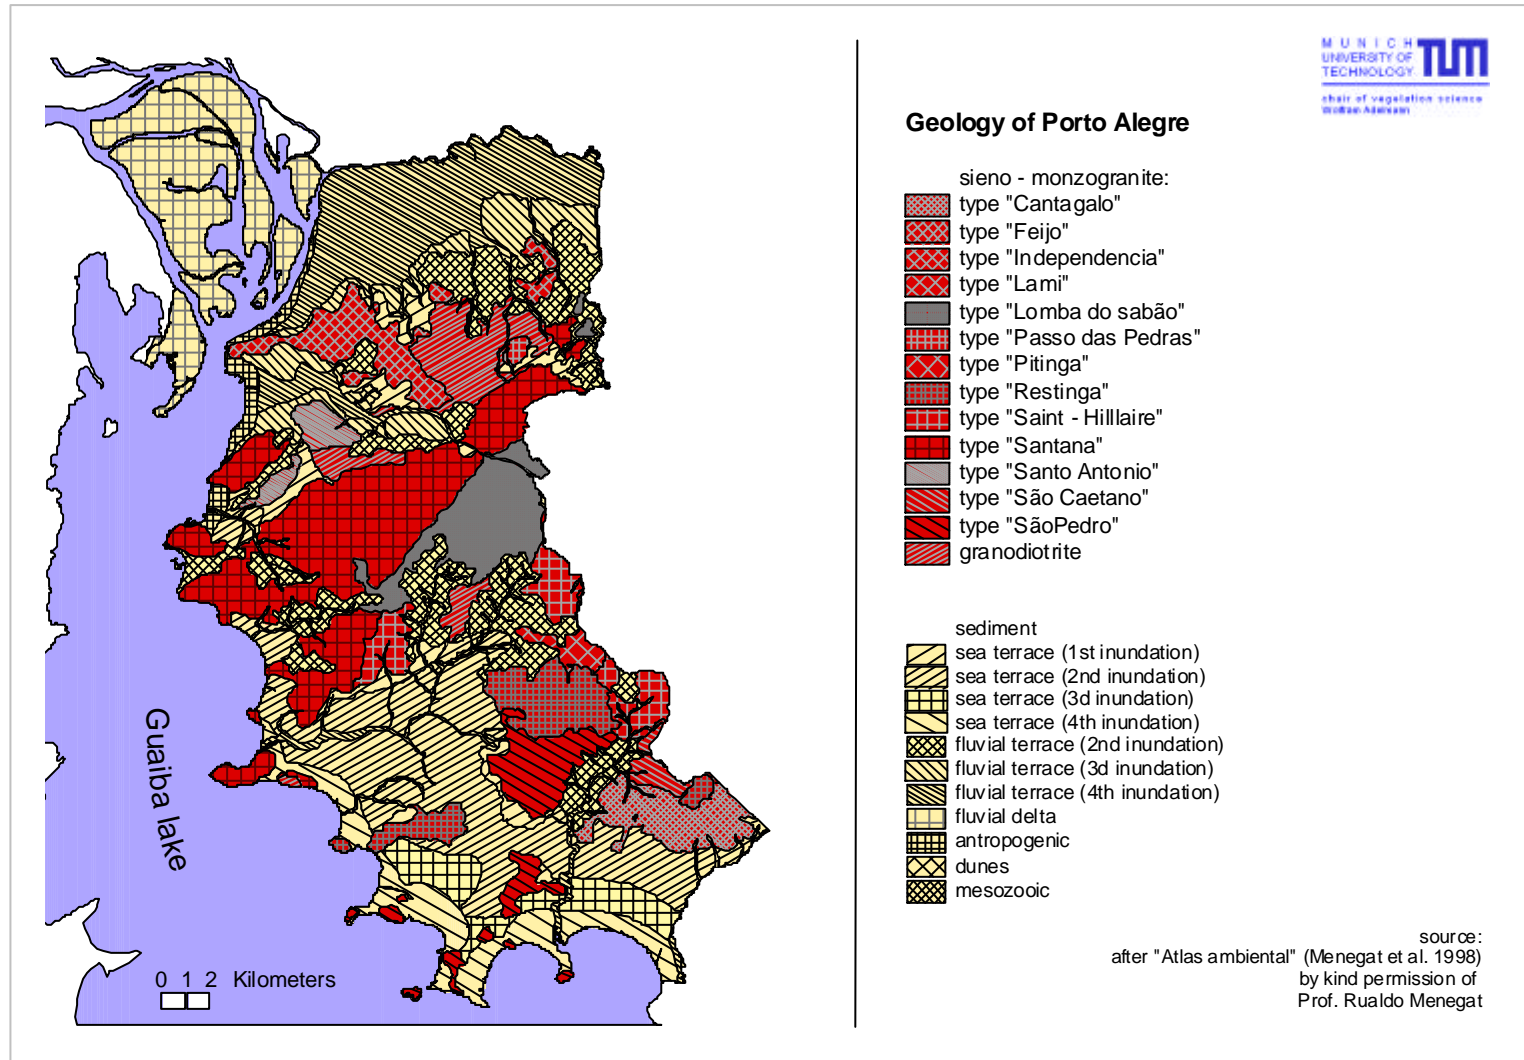 MUNICH
UNIVERSITY OF
TECHNOLOGY
TUM
chair of vegetation science
Wolfram Adelmann
Geology of Porto Alegre
sieno - monzogranite:
type "Cantagalo"
type "Feijo"
type "Independencia"
type "Lami"
type "Lomba do sabão"
type "Passo das Pedras"
type "Pitinga"
type "Restinga"
type "Saint - Hilllaire"
type "Santana"
type "Santo Antonio"
type "São Caetano"
type "SãoPedro"
granodiotrite
sediment
sea terrace (1st inundation)
sea terrace (2nd inundation)
sea terrace (3d inundation)
sea terrace (4th inundation)
fluvial terrace (2nd inundation)
fluvial terrace (3d inundation)
fluvial terrace (4th inundation)
fluvial delta
antropogenic
dunes
mesozooic
Guaiba lake
0 1 2 Kilometers
source:
after "Atlas ambiental" (Menegat et al. 1998)
by kind permission of
Prof. Rualdo Menegat